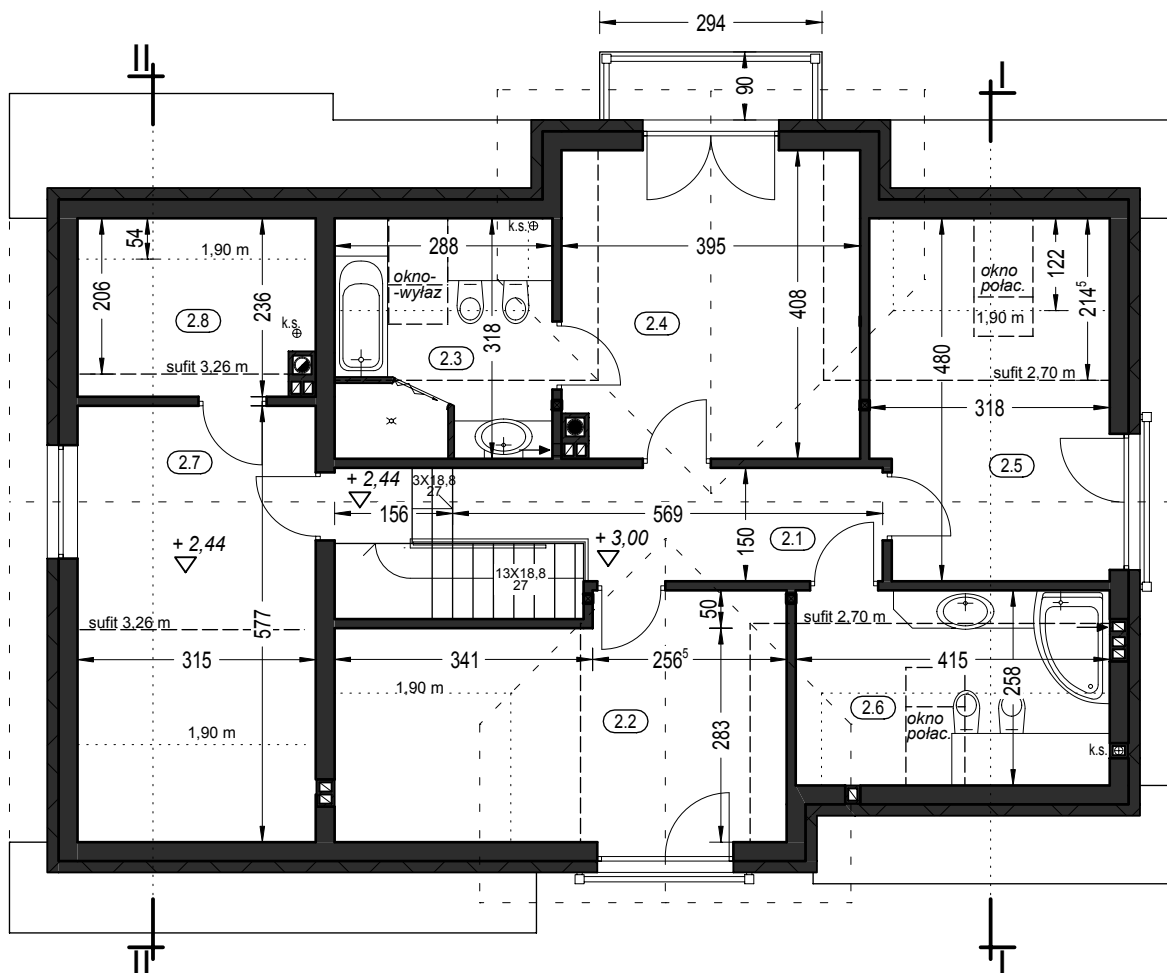 294
II
I
90
54
1,90 m
206
236
2.8
k.s.
sufit 3,26 m
288
k.s.
okno-
-wyłaz
318
2.3
395
2.4
408
okno
połac.
122
214⁵
1,90 m
480
sufit 2,70 m
318
2.5
2.7
+ 2,44
3X18,8
27
156
569
+ 2,44
+ 3,00
150
2.1
13X18,8
27
sufit 3,26 m
577
315
50
sufit 2,70 m
341
256⁵
415
258
1,90 m
2.2
283
2.6
okno
połac.
1,90 m
k.s.
II
I